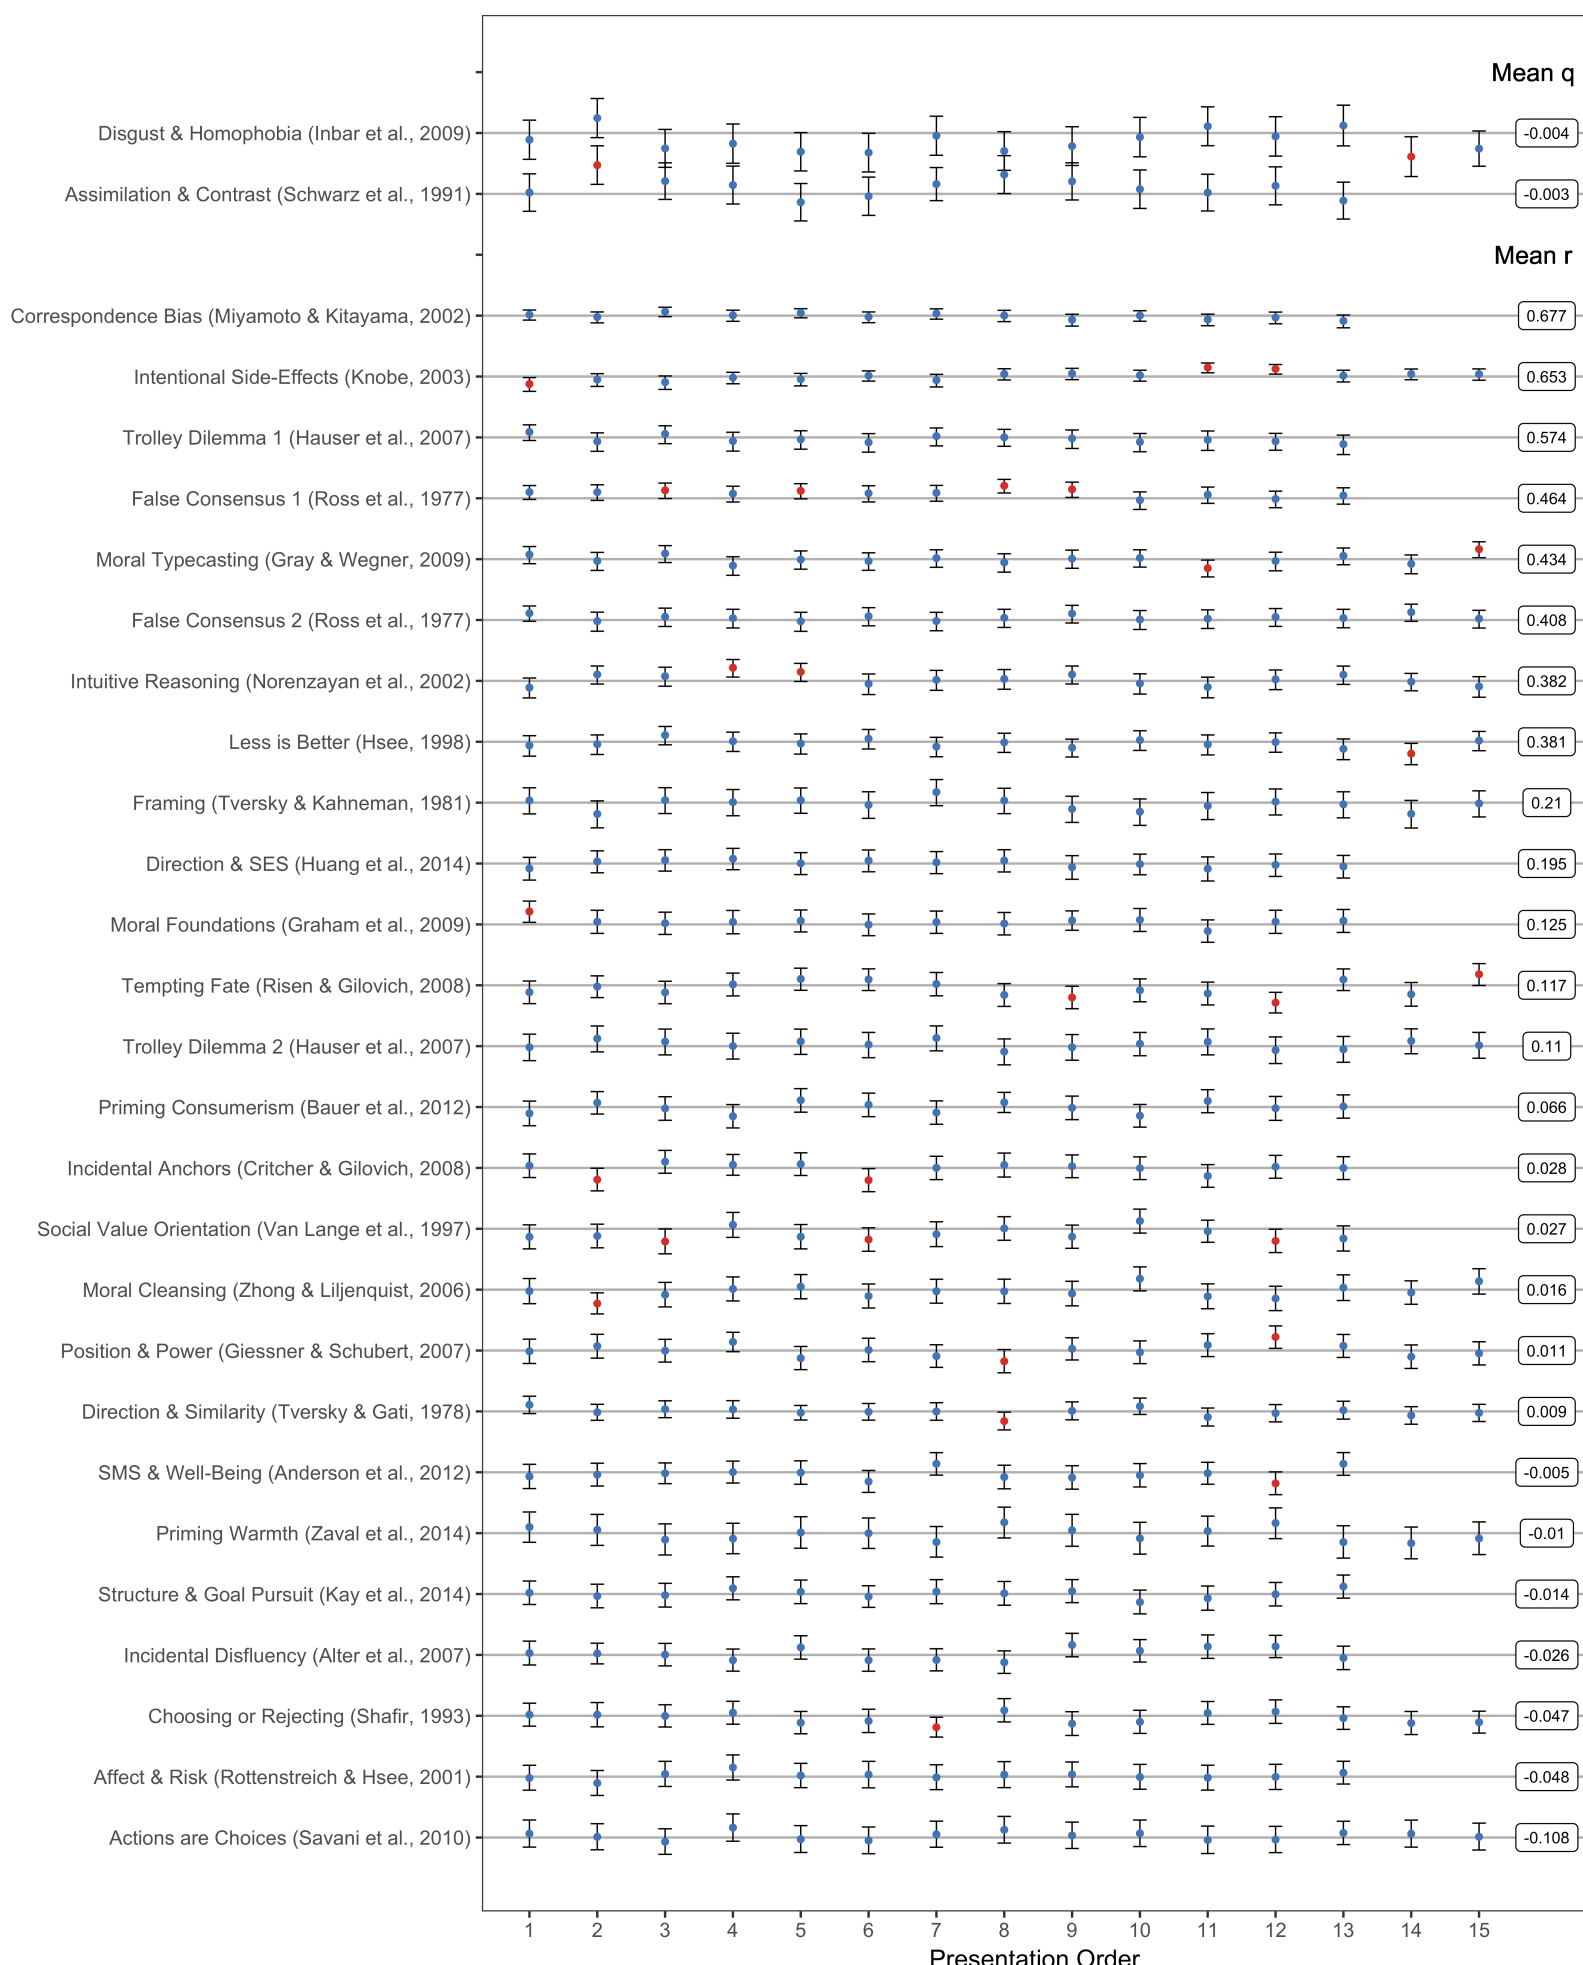 Mean q
Disgust & Homophobia (Inbar et al., 2009) -0.004
Assimilation & Contrast (Schwarz et al., 1991) -0.003
Mean r
Correspondence Bias (Miyamoto & Kitayama, 2002) 0.677
Intentional Side-Effects (Knobe, 2003) 0.653
Trolley Dilemma 1 (Hauser et al., 2007) 0.574
False Consensus 1 (Ross et al., 1977) 0.464
Moral Typecasting (Gray & Wegner, 2009) 0.434
False Consensus 2 (Ross et al., 1977) 0.408
Intuitive Reasoning (Norenzayan et al., 2002) 0.382
Less is Better (Hsee, 1998) 0.381
Framing (Tversky & Kahneman, 1981) 0.21
Direction & SES (Huang et al., 2014) 0.195
Moral Foundations (Graham et al., 2009) 0.125
Tempting Fate (Risen & Gilovich, 2008) 0.117
Trolley Dilemma 2 (Hauser et al., 2007) 0.11
Priming Consumerism (Bauer et al., 2012) 0.066
Incidental Anchors (Critcher & Gilovich, 2008) 0.028
Social Value Orientation (Van Lange et al., 1997) 0.027
Moral Cleansing (Zhong & Liljenquist, 2006) 0.016
Position & Power (Giessner & Schubert, 2007) 0.011
Direction & Similarity (Tversky & Gati, 1978) 0.009
SMS & Well-Being (Anderson et al., 2012) -0.005
Priming Warmth (Zaval et al., 2014) -0.01
Structure & Goal Pursuit (Kay et al., 2014) -0.014
Incidental Disfluency (Alter et al., 2007) -0.026
Choosing or Rejecting (Shafir, 1993) -0.047
Affect & Risk (Rottenstreich & Hsee, 2001) -0.048
Actions are Choices (Savani et al., 2010) -0.108
1 2 3 4 5 6 7 8 9 10 11 12 13 14 15
Presentation Order